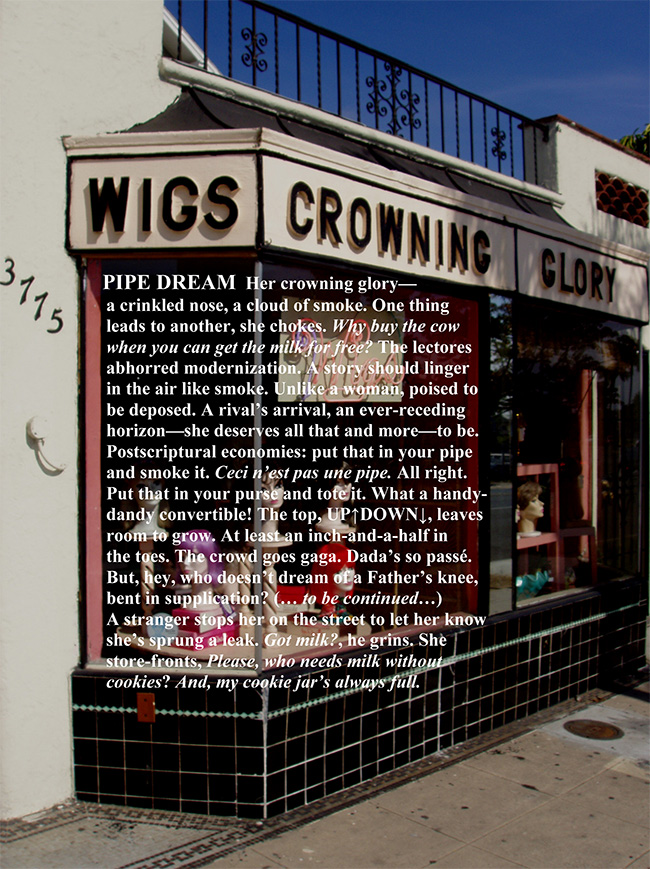 WIGS CROWNING GLORY
3775
PIPE DREAM Her crowning glory—
a crinkled nose, a cloud of smoke. One thing
leads to another, she chokes. Why buy the cow
when you can get the milk for free? The lectores
abhorred modernization. A story should linger
in the air like smoke. Unlike a woman, poised to
be deposed. A rival’s arrival, an ever-receding
horizon—she deserves all that and more—to be.
Postscriptural economies: put that in your pipe
and smoke it. Ceci n’est pas une pipe. All right.
Put that in your purse and tote it. What a handy-
dandy convertible! The top, UP↑DOWN↓, leaves
room to grow. At least an inch-and-a-half in
the toes. The crowd goes gaga. Dada’s so passé.
But, hey, who doesn’t dream of a Father’s knee,
bent in supplication? (… to be continued…)
A stranger stops her on the street to let her know
she’s sprung a leak. Got milk?, he grins. She
store-fronts, Please, who needs milk without
cookies? And, my cookie jar’s always full.